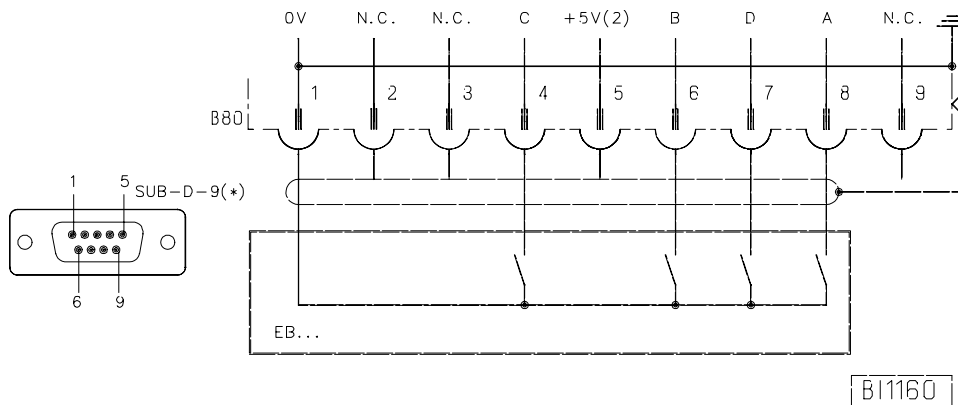 0V N.C. N.C. C +5V(2) B D A N.C.
1 2 3 4 5 6 7 8 9
B80
1 5 SUB-D-9(*)
6 9
EB...
BI1160